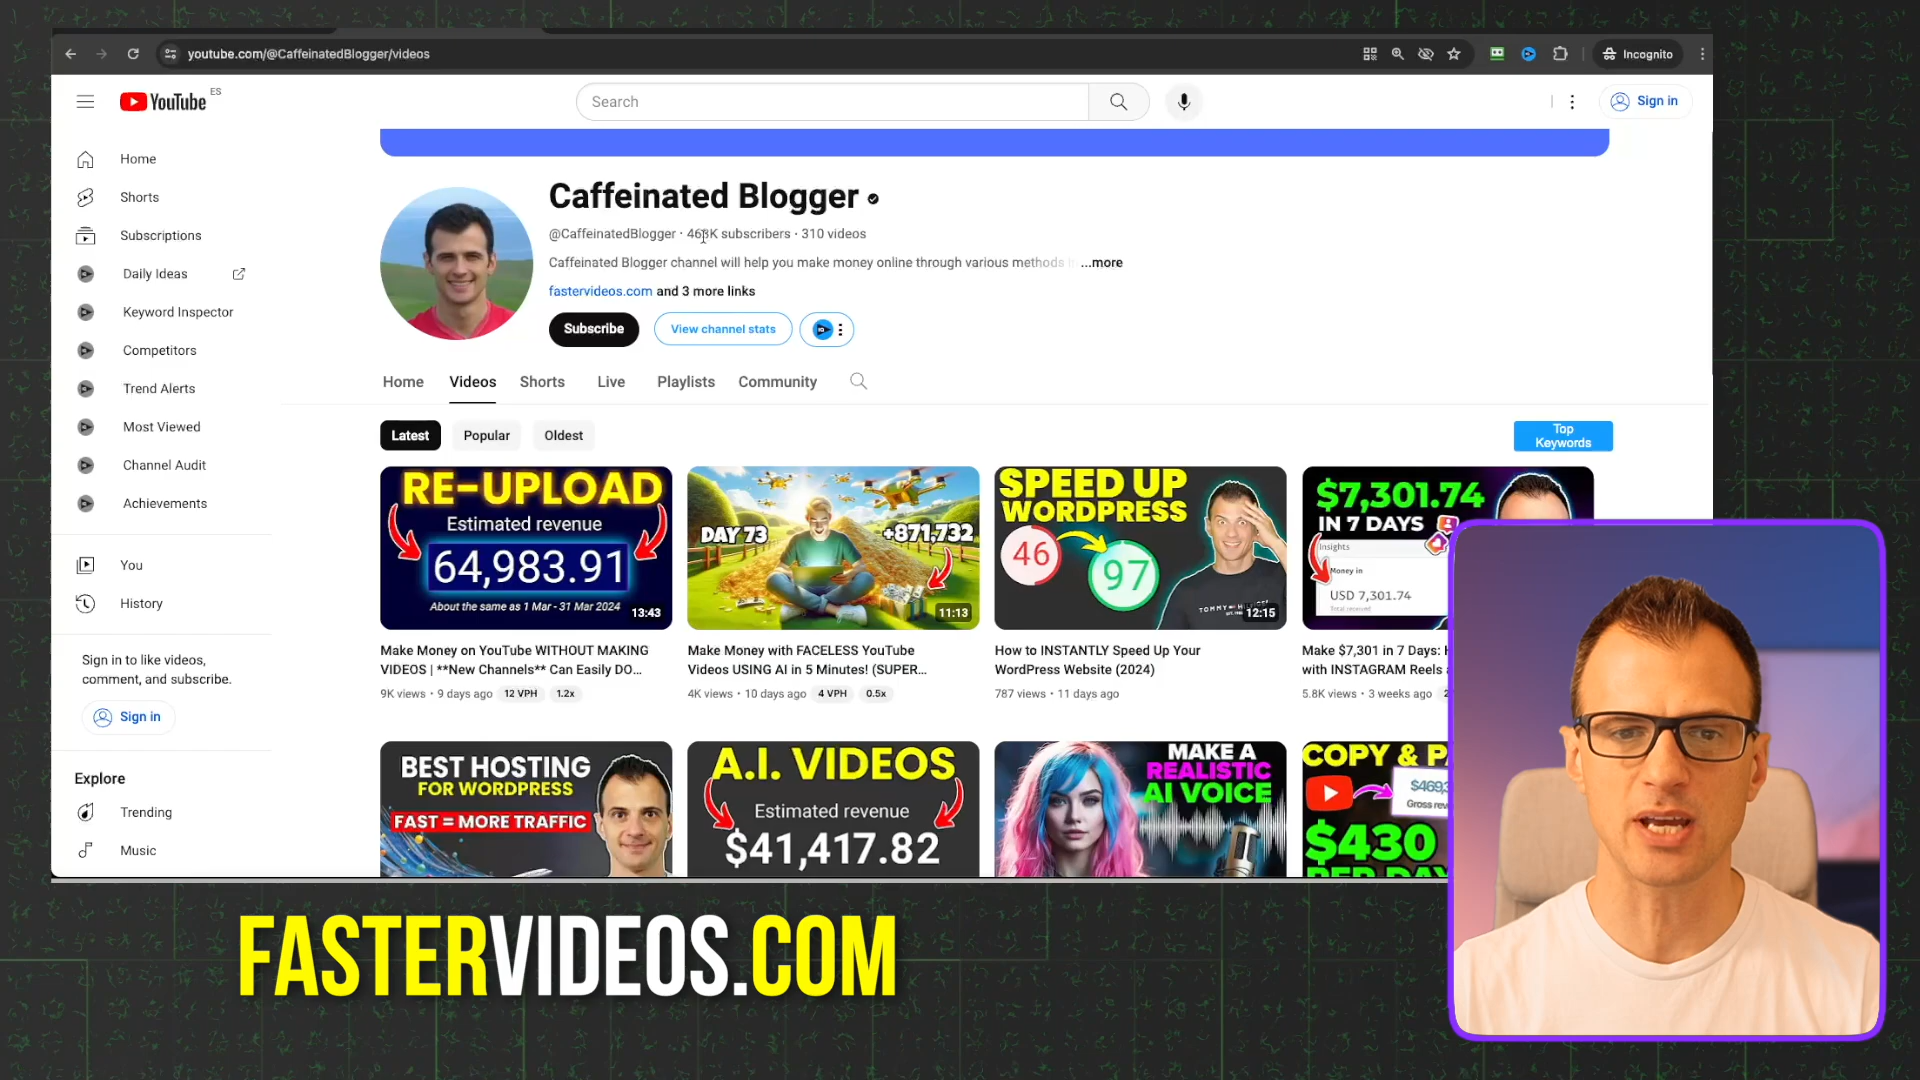 youtube.com/@CaffeinatedBlogger/videos
Incognito
YouTube ES
Search
Sign in
Home
Shorts
Subscriptions
Daily Ideas
Keyword Inspector
Competitors
Trend Alerts
Most Viewed
Channel Audit
Achievements
You
History
Sign in to like videos,
comment, and subscribe.
Sign in
Explore
Trending
Music
Caffeinated Blogger
@CaffeinatedBlogger · 463K subscribers · 310 videos
Caffeinated Blogger channel will help you make money online through various methods ...more
fastervideos.com and 3 more links
Subscribe
View channel stats
Home Videos Shorts Live Playlists Community
Latest Popular Oldest
Top
Keywords
RE-UPLOAD
Estimated revenue
64,983.91
About the same as 1 Mar - 31 Mar 2024
13:43
Make Money on YouTube WITHOUT MAKING
VIDEOS | **New Channels** Can Easily DO...
9K views · 9 days ago 12 VPH 1.2x
DAY 73
+871,732
11:13
Make Money with FACELESS YouTube
Videos USING AI in 5 Minutes! (SUPER...
4K views · 10 days ago 4 VPH 0.5x
SPEED UP
WORDPRESS
46
97
TOMMY HILFIGER
12:15
How to INSTANTLY Speed Up Your
WordPress Website (2024)
787 views · 11 days ago
$7,301.74
IN 7 DAYS
Insights
Money in
USD 7,301.74
Total received
Make $7,301 in 7 Days:
with INSTAGRAM Reels
5.8K views · 3 weeks ago
BEST HOSTING
FOR WORDPRESS
FAST = MORE TRAFFIC
A.I. VIDEOS
Estimated revenue
$41,417.82
MAKE A
REALISTIC
AI VOICE
COPY & P
$469,3
Gross rev
$430
PER DAY
FASTERVIDEOS.COM